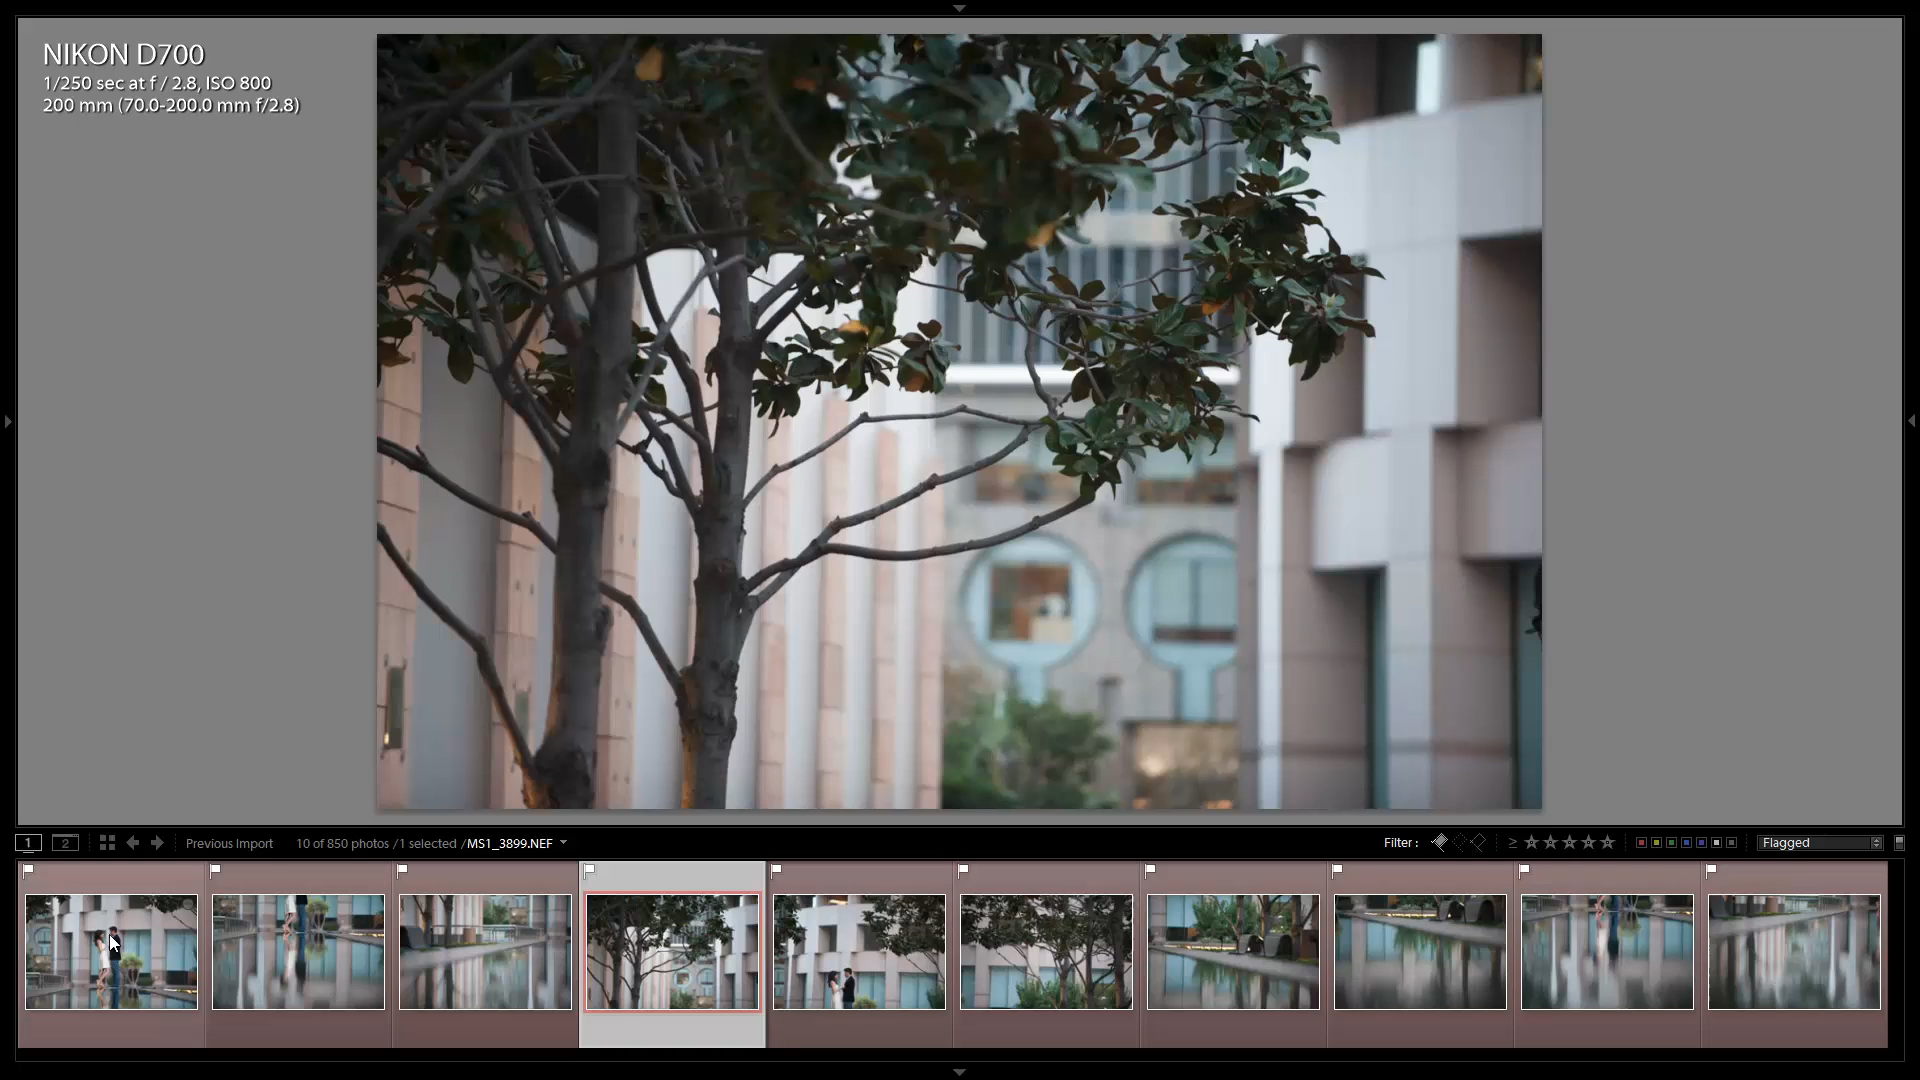 NIKON D700
1/250 sec at f / 2.8, ISO 800
200 mm (70.0-200.0 mm f/2.8)
1 2 Previous Import 10 of 850 photos /1 selected /MS1_3899.NEF Filter : ≥ Flagged